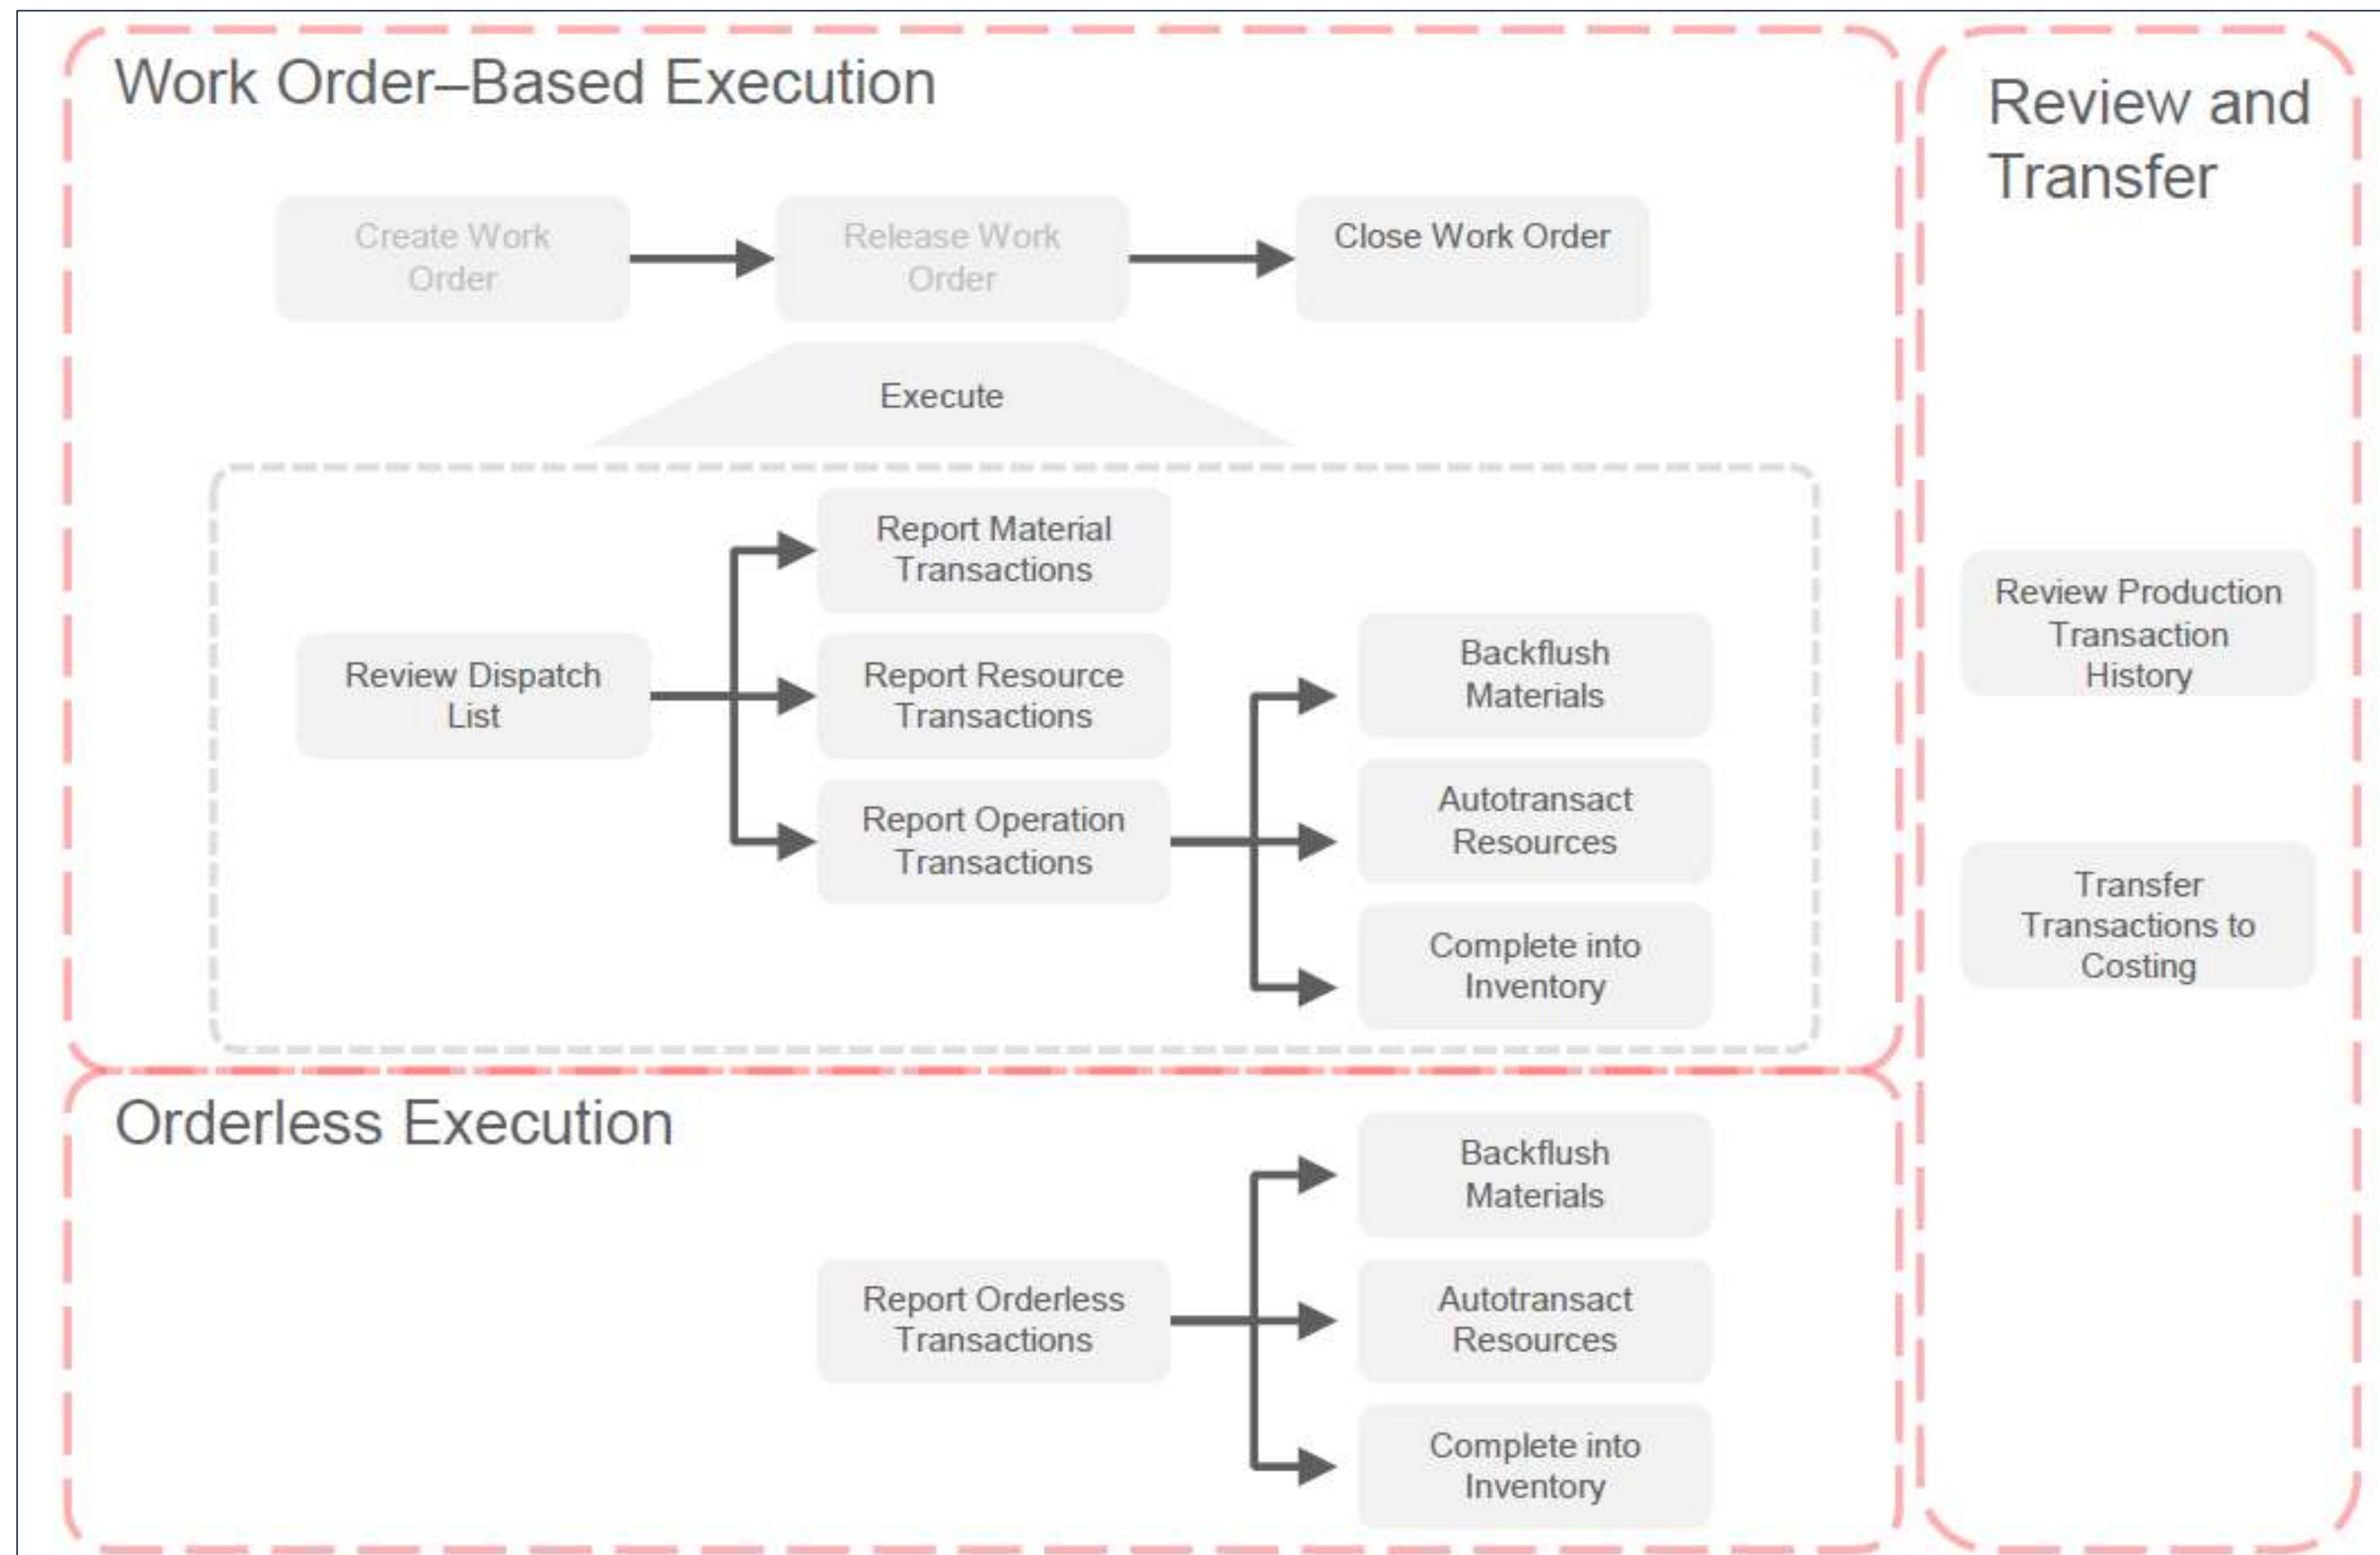 Work Order–Based Execution
Create Work
Order
Release Work
Order
Close Work Order
Execute
Review Dispatch
List
Report Material
Transactions
Report Resource
Transactions
Report Operation
Transactions
Backflush
Materials
Autotransact
Resources
Complete into
Inventory
Orderless Execution
Report Orderless
Transactions
Backflush
Materials
Autotransact
Resources
Complete into
Inventory
Review and
Transfer
Review Production
Transaction
History
Transfer
Transactions to
Costing